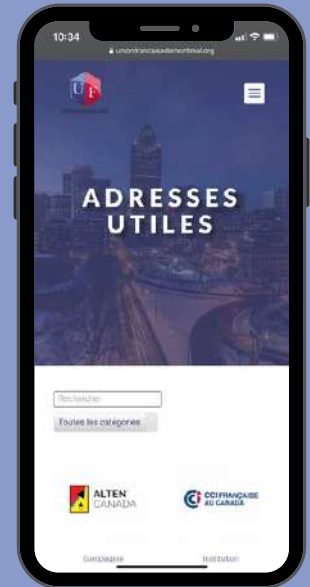 10:34
unionfrancaisedemontreal.org
UF
ADRESSES
UTILES
Rechercher
Toutes les catégories
ALTEN
CANADA
CCI FRANÇAISE
AU CANADA
Compagnie
Institution